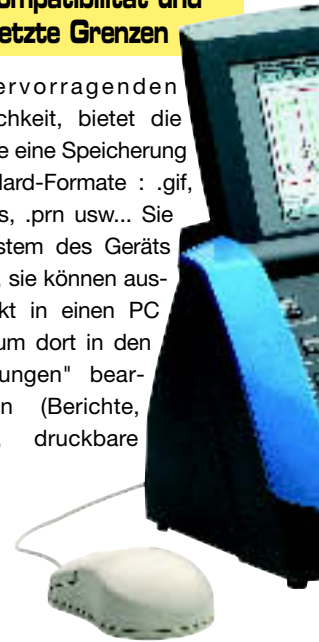 ompatibilität und
etzte Grenzen
ervorragenden
chkeit, bietet die
e eine Speicherung
dard-Formate : .gif,
s, .prn usw... Sie
stem des Geräts
, sie können aus-
kt in einen PC
um dort in den
ungen" bear-
n (Berichte,
druckbare